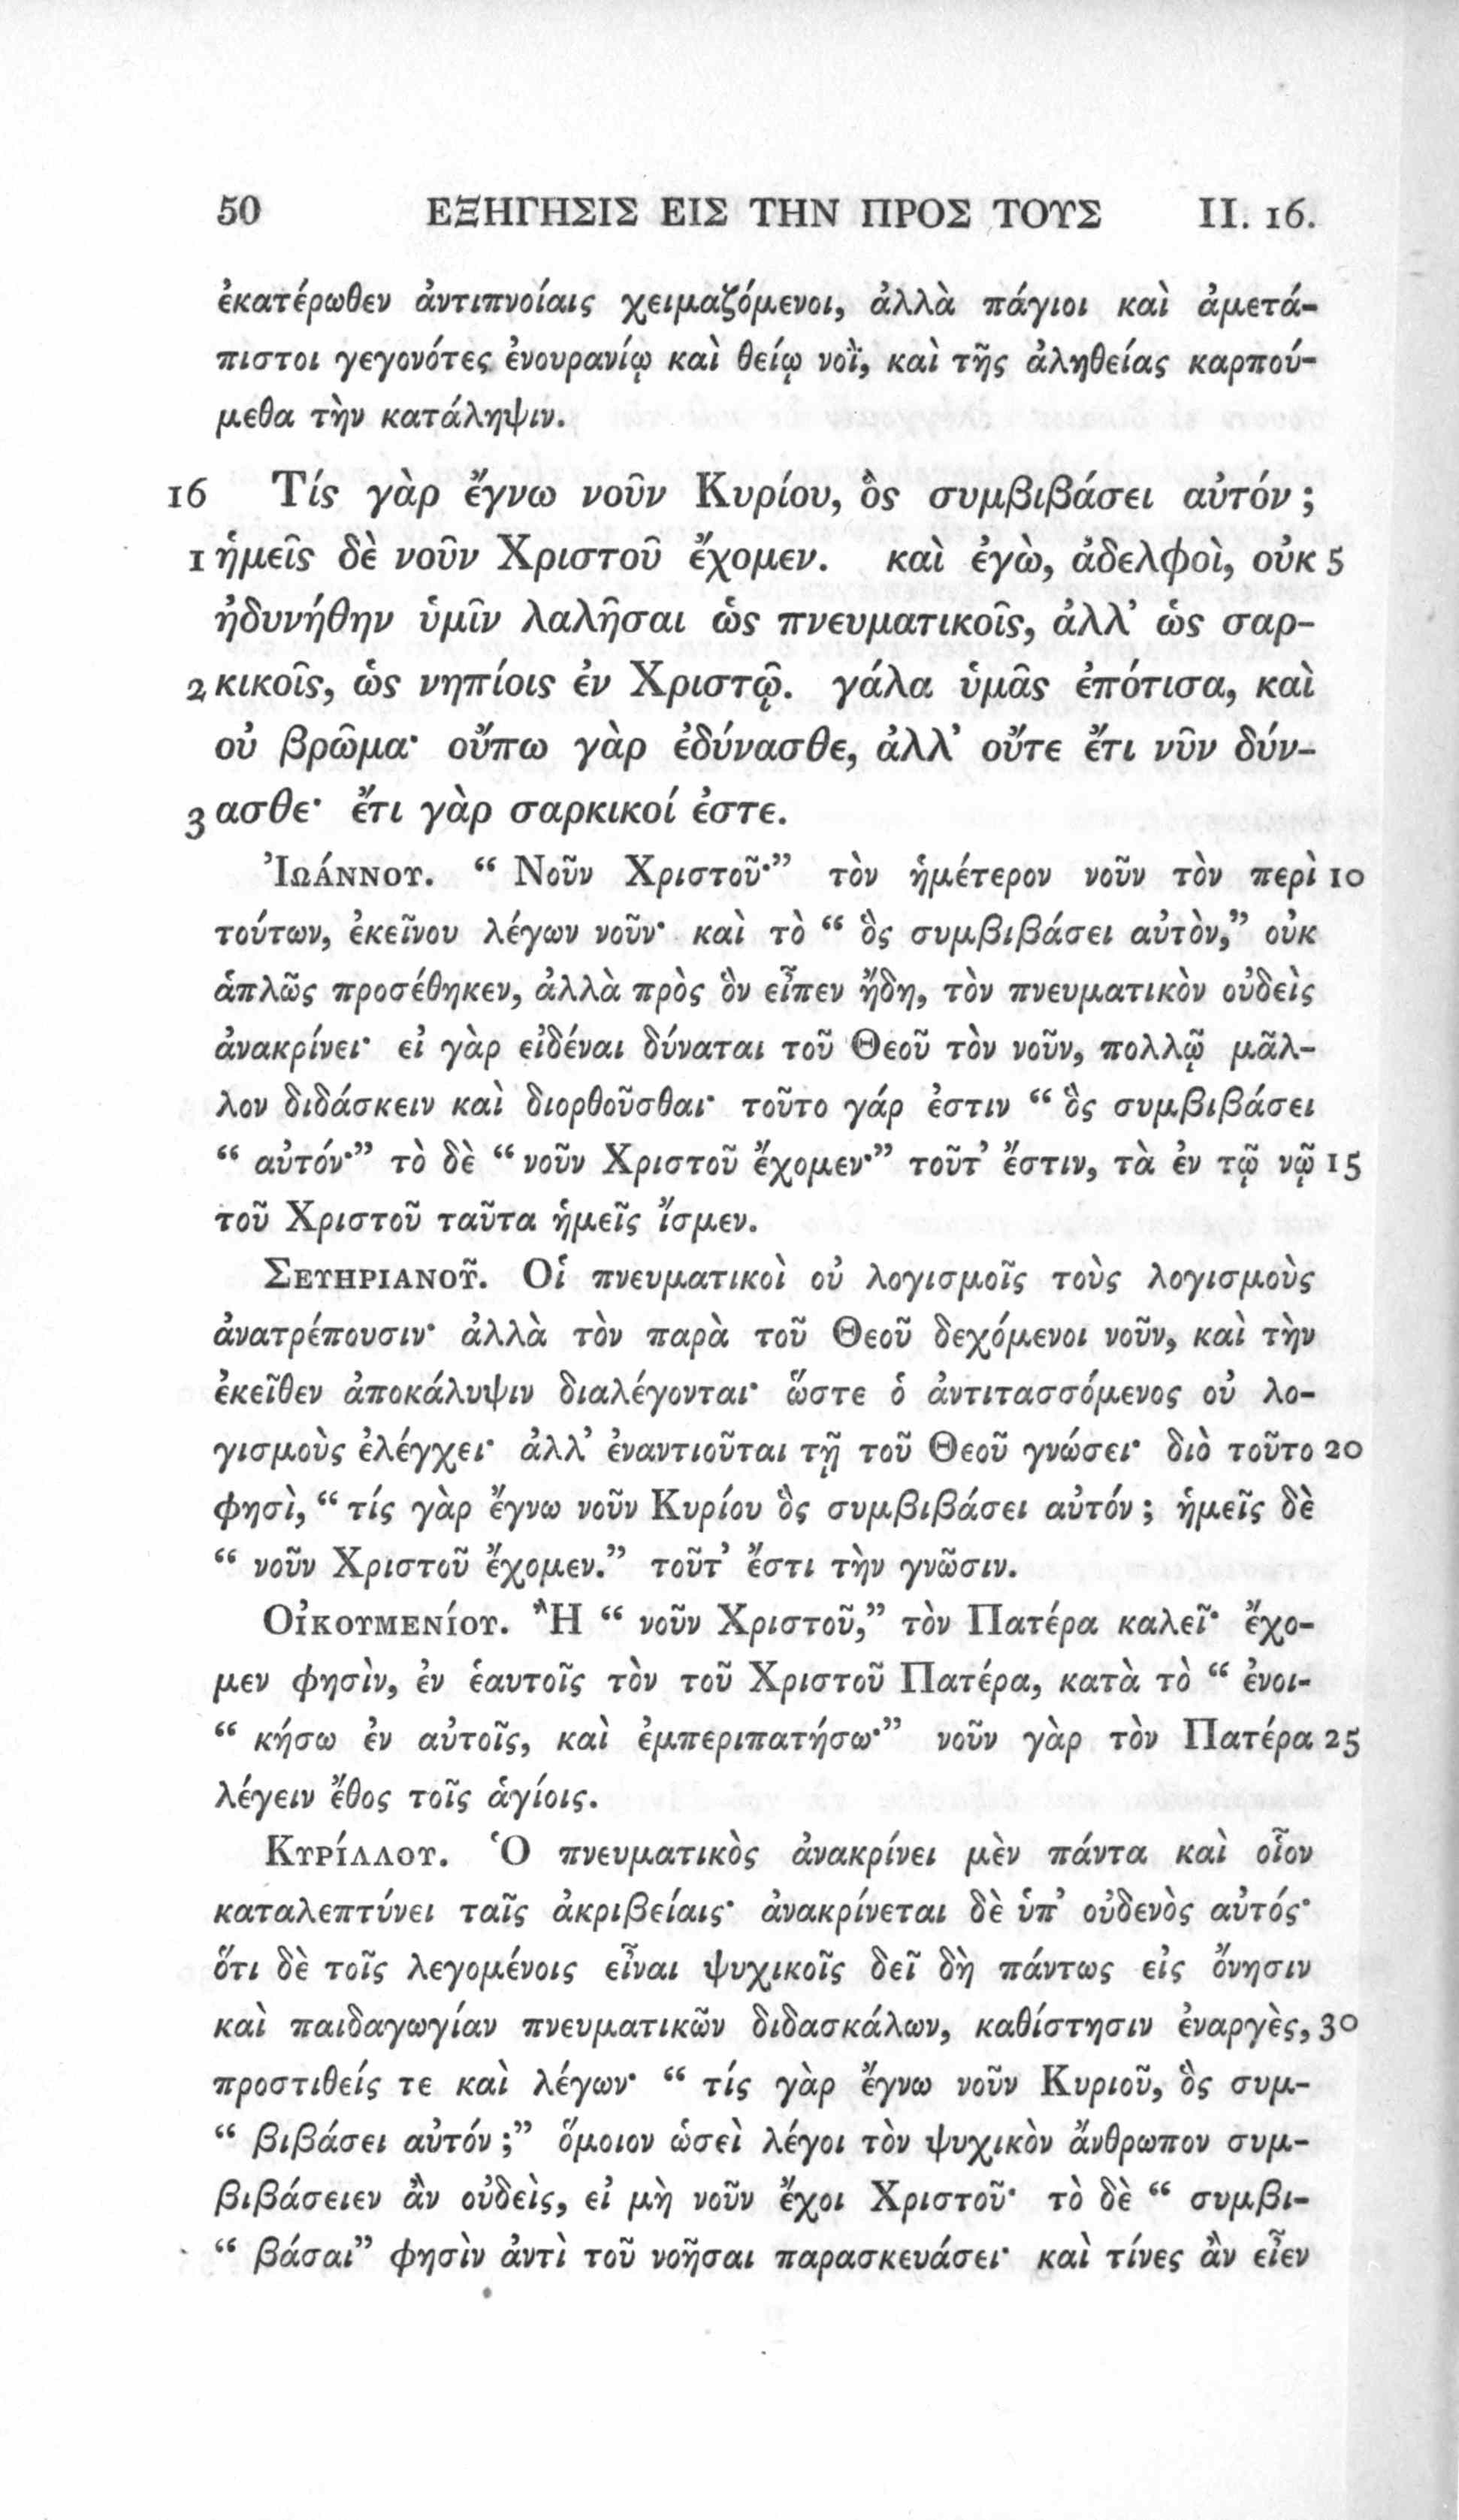 50 ΕΞΗΓΗΣΙΣ ΕΙΣ ΤΗΝ ΠΡΟΣ ΤΟΥΣ II. 16.
ἑκατέρωθεν ἀντιπνοίαις χειμαζόμενοι, ἀλλὰ πάγιοι καὶ ἀμετά-
πιστοι γεγονότες ἐνουρανίῳ καὶ θείῳ νοῒ, καὶ τῆς ἀληθείας καρπού-
μεθα τὴν κατάληψιν.
16 Τίς γὰρ ἔγνω νοῦν Κυρίου, ὃς συμβιβάσει αὐτόν ;
1 ἡμεῖς δὲ νοῦν Χριστοῦ ἔχομεν. καὶ ἐγὼ, ἀδελφοὶ, οὐκ 5
ἠδυνήθην ὑμῖν λαλῆσαι ὡς πνευματικοῖς, ἀλλ’ ὡς σαρ-
2 κικοῖς, ὡς νηπίοις ἐν Χριστῷ. γάλα ὑμᾶς ἐπότισα, καὶ
οὐ βρῶμα· οὔπω γὰρ ἐδύνασθε, ἀλλ’ οὔτε ἔτι νῦν δύν-
3 ασθε· ἔτι γὰρ σαρκικοί ἐστε.
Ἰωάννου. “ Νοῦν Χριστοῦ·” τὸν ἡμέτερον νοῦν τὸν περὶ 10
τούτων, ἐκεῖνου λέγων νοῦν· καὶ τὸ “ ὃς συμβιβάσει αὐτὸν,” οὐκ
ἁπλῶς προσέθηκεν, ἀλλὰ πρὸς ὃν εἶπεν ἤδη, τὸν πνευματικὸν οὐδεὶς
ἀνακρίνει· εἰ γὰρ εἰδέναι δύναται τοῦ Θεοῦ τὸν νοῦν, πολλῷ μᾶλ-
λον διδάσκειν καὶ διορθοῦσθαι· τοῦτο γάρ ἐστιν “ ὃς συμβιβάσει
“ αὐτόν·” τὸ δὲ “ νοῦν Χριστοῦ ἔχομεν·” τοῦτ’ ἔστιν, τὰ ἐν τῷ νῷ 15
τοῦ Χριστοῦ ταῦτα ἡμεῖς ἴσμεν.
Σευηριανοῦ. Οἱ πνευματικοὶ οὐ λογισμοῖς τοὺς λογισμοὺς
ἀνατρέπουσιν· ἀλλὰ τὸν παρὰ τοῦ Θεοῦ δεχόμενοι νοῦν, καὶ τὴν
ἐκεῖθεν ἀποκάλυψιν διαλέγονται· ὥστε ὁ ἀντιτασσόμενος οὐ λο-
γισμοὺς ἐλέγχει· ἀλλ’ ἐναντιοῦται τῇ τοῦ Θεοῦ γνώσει· διὸ τοῦτο 20
φησὶ, “ τίς γὰρ ἔγνω νοῦν Κυρίου ὃς συμβιβάσει αὐτόν ; ἡμεῖς δὲ
“ νοῦν Χριστοῦ ἔχομεν.” τοῦτ’ ἔστι τὴν γνῶσιν.
Οἰκουμενίου. Ἢ “ νοῦν Χριστοῦ,” τὸν Πατέρα καλεῖ· ἔχο-
μεν φησὶν, ἐν ἑαυτοῖς τὸν τοῦ Χριστοῦ Πατέρα, κατὰ τὸ “ ἐνοι-
“ κήσω ἐν αὐτοῖς, καὶ ἐμπεριπατήσω·” νοῦν γὰρ τὸν Πατέρα 25
λέγειν ἔθος τοῖς ἁγίοις.
Κυρίλλου. Ὁ πνευματικὸς ἀνακρίνει μὲν πάντα καὶ οἷον
καταλεπτύνει ταῖς ἀκριβείαις· ἀνακρίνεται δὲ ὑπ’ οὐδενὸς αὐτός·
ὅτι δὲ τοῖς λεγομένοις εἶναι ψυχικοῖς δεῖ δὴ πάντως εἰς ὄνησιν
καὶ παιδαγωγίαν πνευματικῶν διδασκάλων, καθίστησιν ἐναργὲς, 30
προστιθείς τε καὶ λέγων· “ τίς γὰρ ἔγνω νοῦν Κυριοῦ, ὃς συμ-
“ βιβάσει αὐτόν ;” ὅμοιον ὡσεὶ λέγοι τὸν ψυχικὸν ἄνθρωπον συμ-
βιβάσειεν ἂν οὐδεὶς, εἰ μὴ νοῦν ἔχοι Χριστοῦ· τὸ δὲ “ συμβι-
“ βάσαι” φησὶν ἀντὶ τοῦ νοῆσαι παρασκευάσει· καὶ τίνες ἂν εἶεν